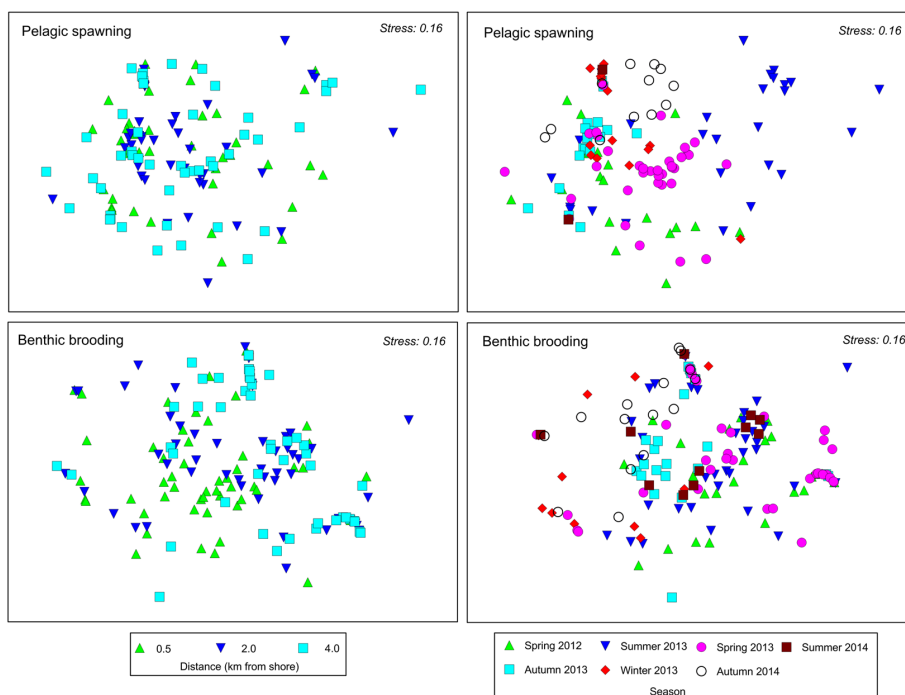 Pelagic spawning
Stress: 0.16
Pelagic spawning
Stress: 0.16
Benthic brooding
Stress: 0.16
Benthic brooding
Stress: 0.16
0.5 2.0 4.0
Distance (km from shore)
Spring 2012 Summer 2013 Spring 2013 Summer 2014
Autumn 2013 Winter 2013 Autumn 2014
Season